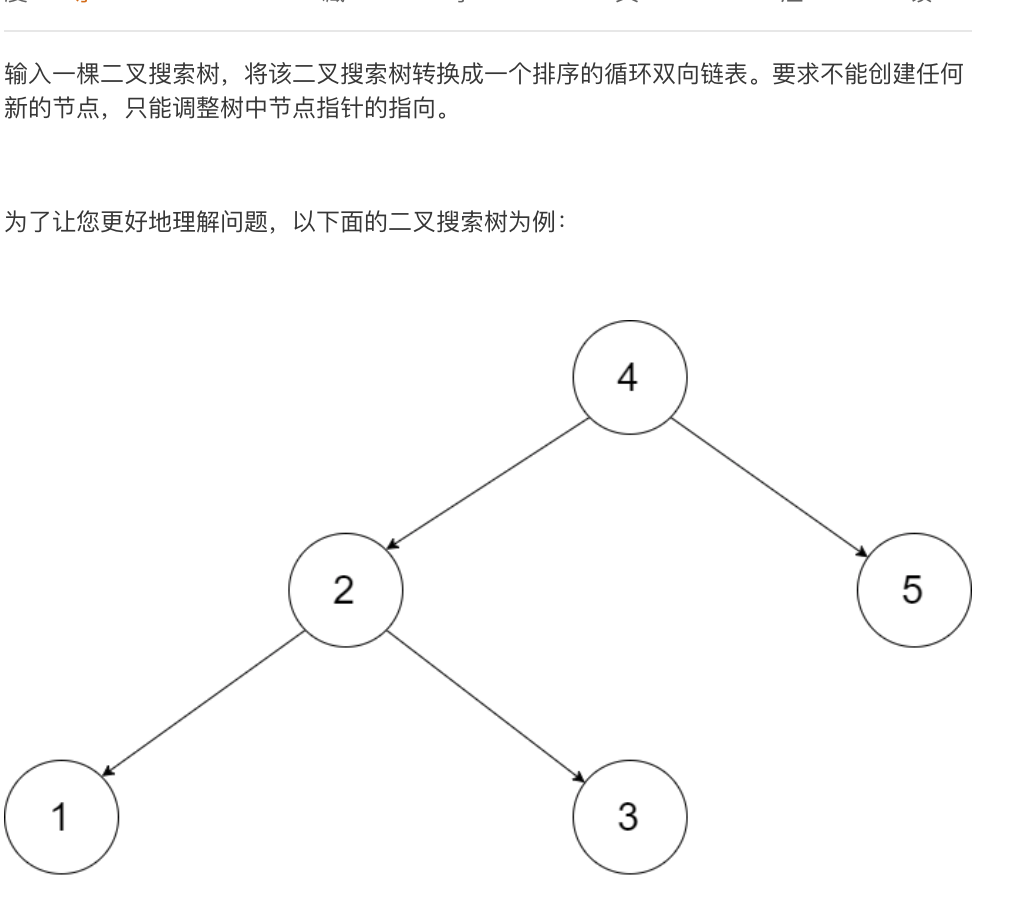 输入一棵二叉搜索树，将该二叉搜索树转换成一个排序的循环双向链表。要求不能创建任何
新的节点，只能调整树中节点指针的指向。
为了让您更好地理解问题，以下面的二叉搜索树为例：
4
2
5
1
3